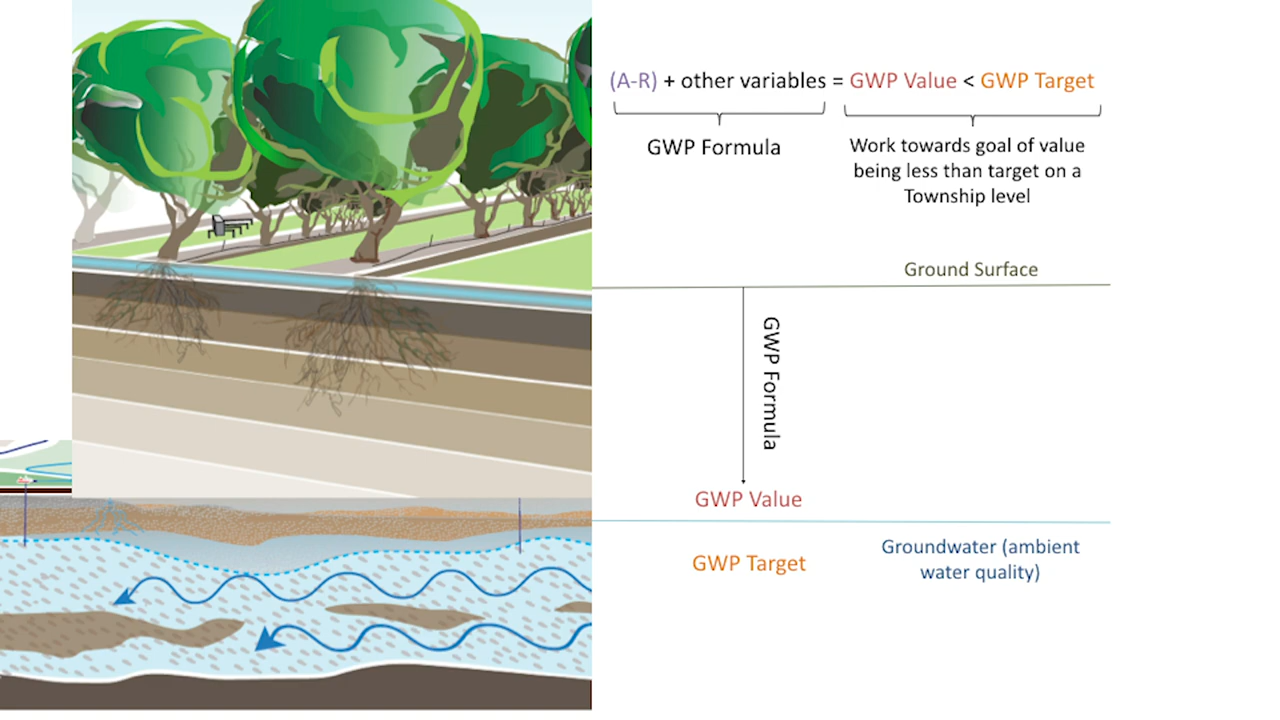 (A-R) + other variables = GWP Value < GWP Target
GWP Formula
Work towards goal of value
being less than target on a
Township level
Ground Surface
GWP Formula
GWP Value
GWP Target
Groundwater (ambient
water quality)